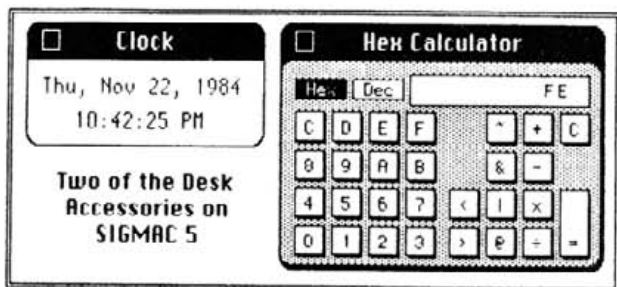 Clock
Thu, Nov 22, 1984
10:42:25 PM
Two of the Desk
Accessories on
SIGMAC 5
Hex Calculator
Hex Dec FE
C D E F ^ + C
8 9 A B & -
4 5 6 7 < | x
0 1 2 3 > @ ÷ =